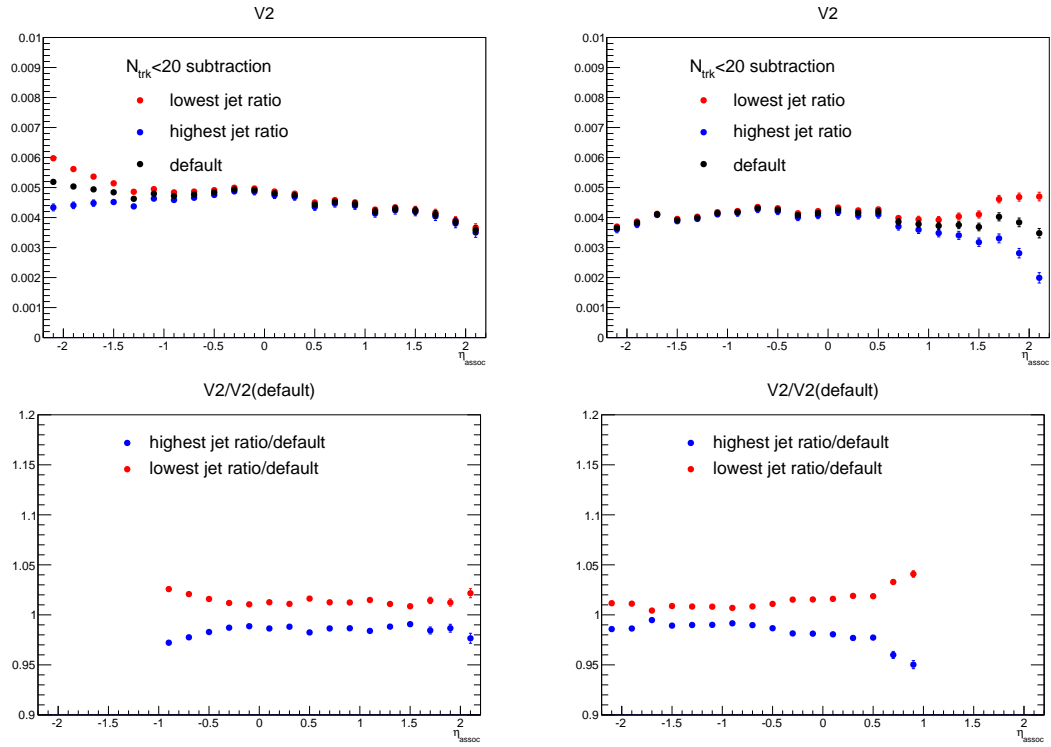 V2
0.01
0.009
0.008
0.007
0.006
0.005
0.004
0.003
0.002
0.001
0
N_trk<20 subtraction
lowest jet ratio
highest jet ratio
default
-2 -1.5 -1 -0.5 0 0.5 1 1.5 2
η_assoc
V2
0.01
0.009
0.008
0.007
0.006
0.005
0.004
0.003
0.002
0.001
0
N_trk<20 subtraction
lowest jet ratio
highest jet ratio
default
-2 -1.5 -1 -0.5 0 0.5 1 1.5 2
η_assoc
V2/V2(default)
1.2
1.15
1.1
1.05
1
0.95
0.9
highest jet ratio/default
lowest jet ratio/default
-2 -1.5 -1 -0.5 0 0.5 1 1.5 2
η_assoc
V2/V2(default)
1.2
1.15
1.1
1.05
1
0.95
0.9
highest jet ratio/default
lowest jet ratio/default
-2 -1.5 -1 -0.5 0 0.5 1 1.5 2
η_assoc